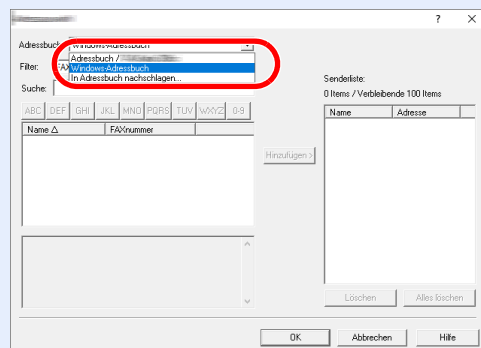 ? X
Adressbuch: Windows-Adressbuch
Adressbuch /
Windows-Adressbuch
In Adressbuch nachschlagen...
Filter:
Suche:
ABC DEF GHI JKL MNO PQRS TUV WXYZ 0-9
Name △ FAXnummer
Hinzufügen >
Senderliste:
0 Items / Verbleibende 100 Items
Name Adresse
Löschen Alles löschen
OK Abbrechen Hilfe